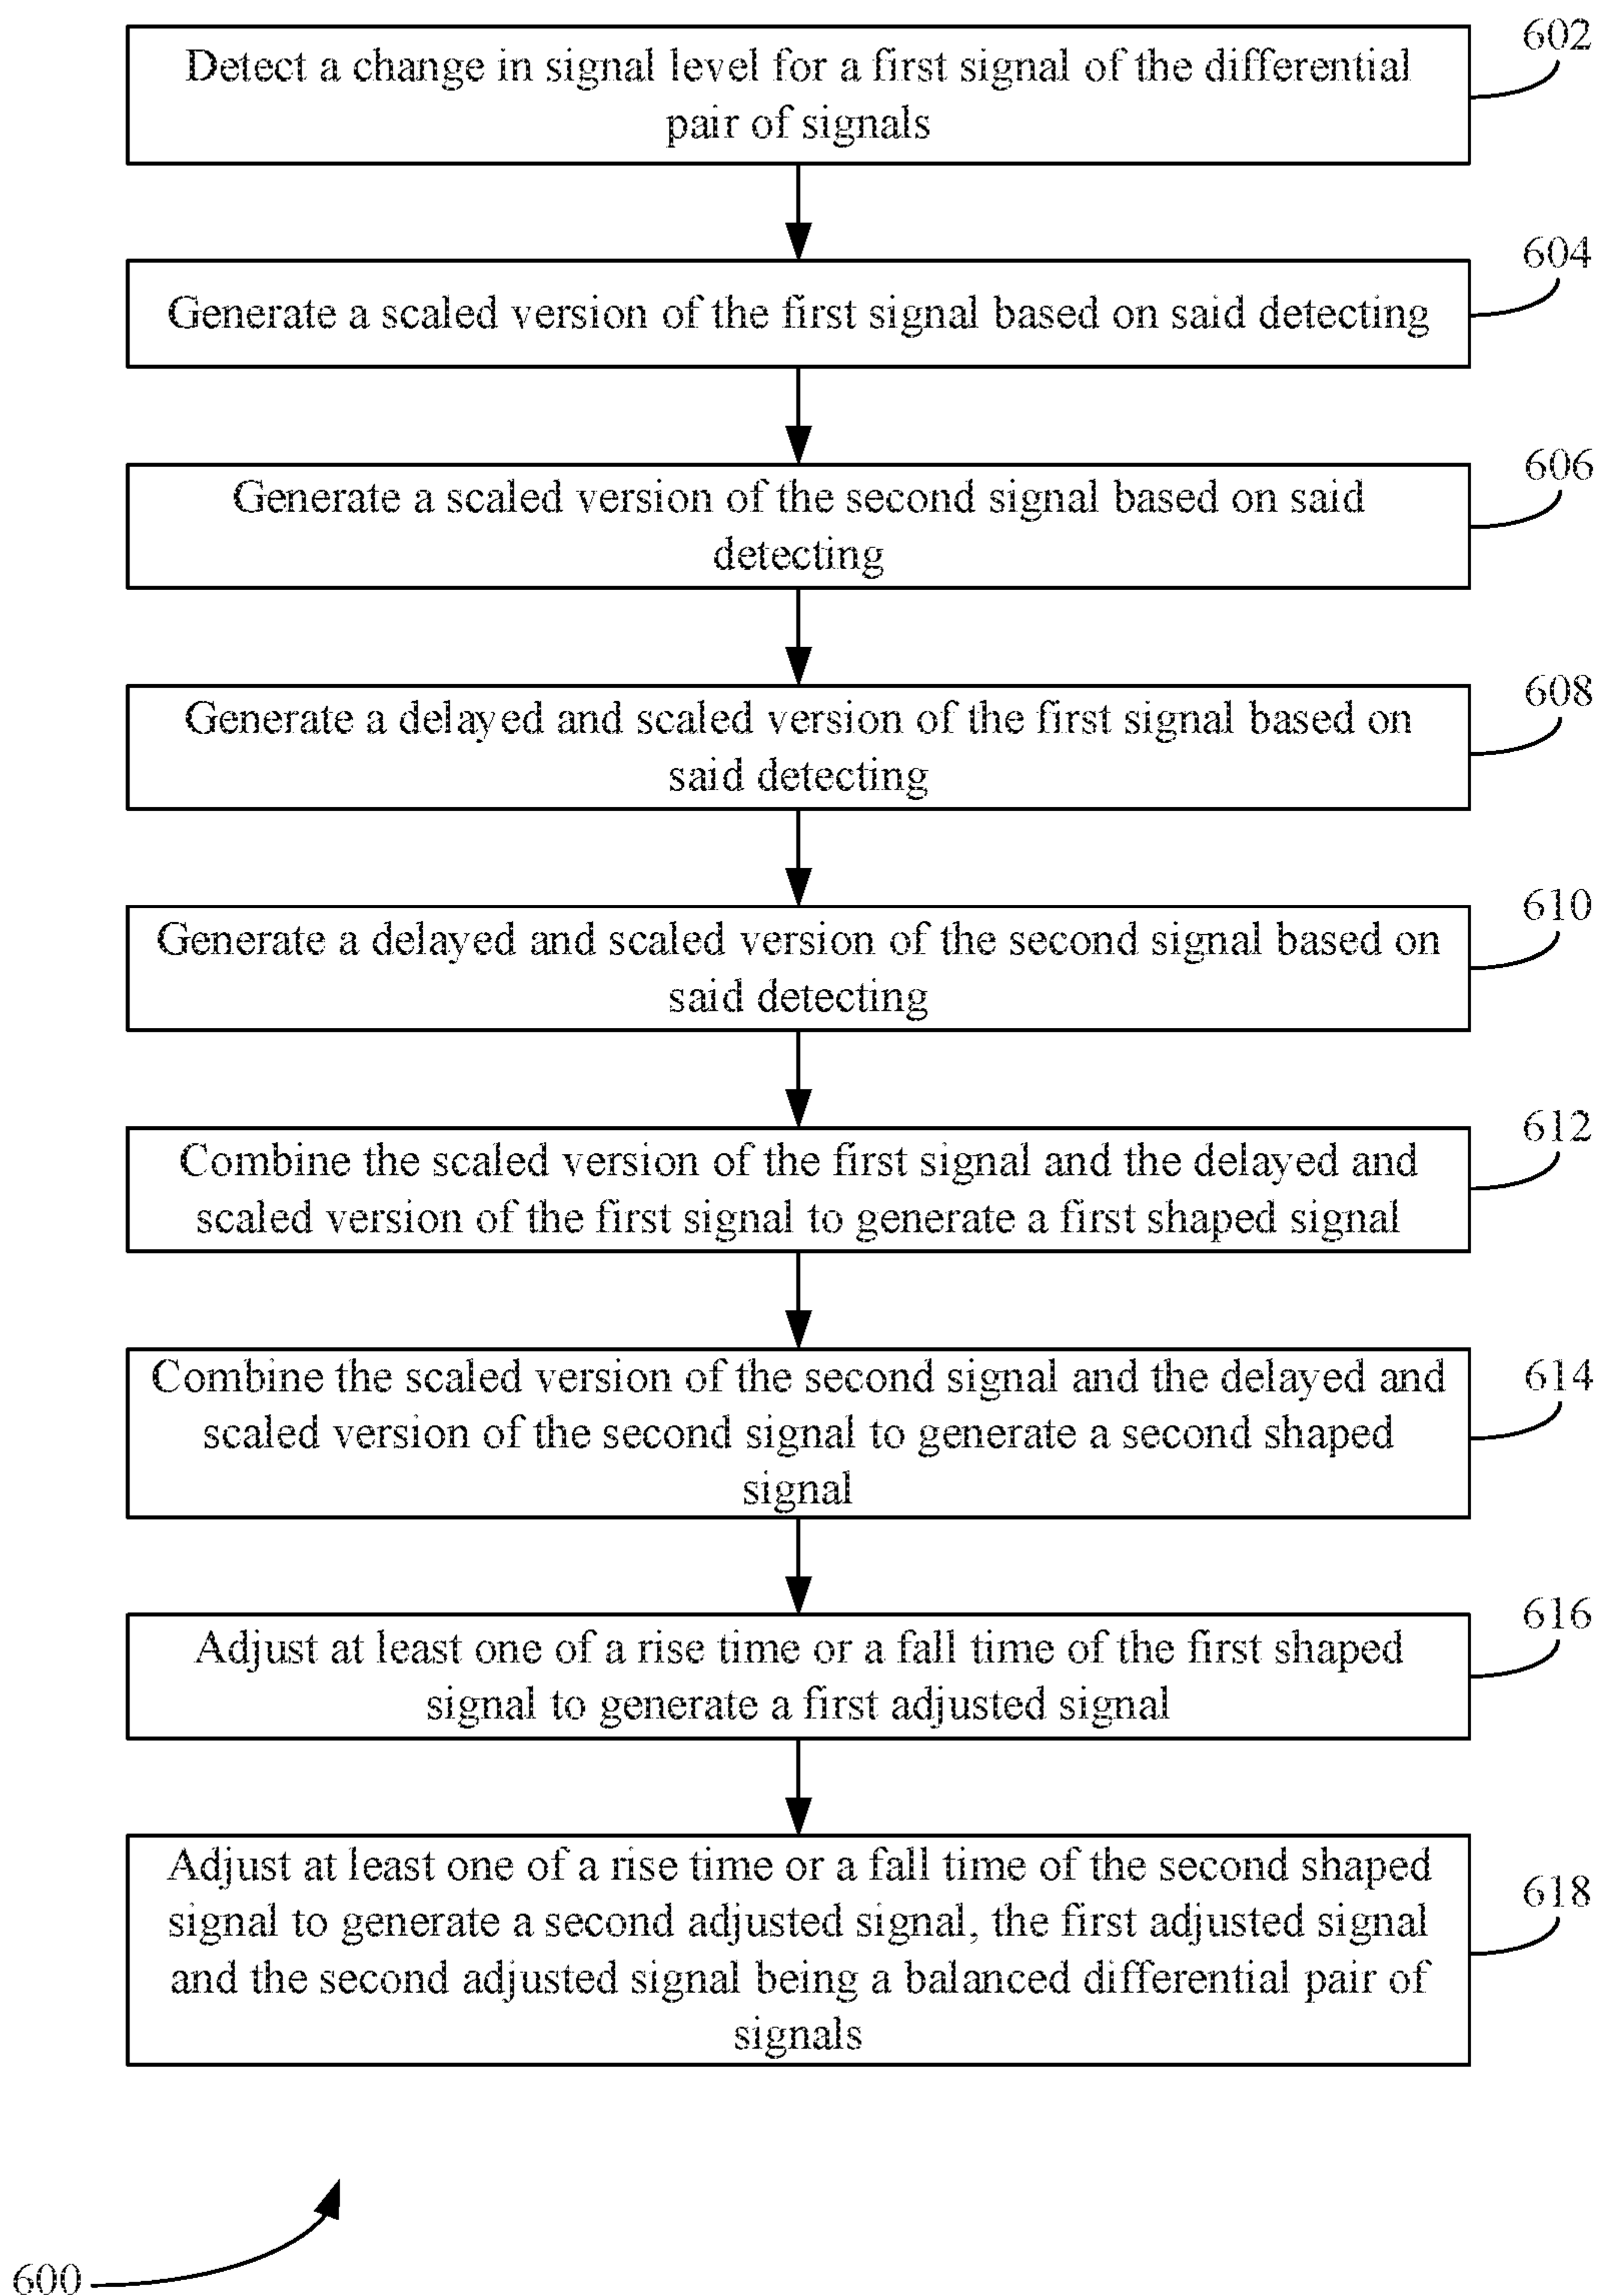 602
Detect a change in signal level for a first signal of the differential
pair of signals
604
Generate a scaled version of the first signal based on said detecting
606
Generate a scaled version of the second signal based on said
detecting
608
Generate a delayed and scaled version of the first signal based on
said detecting
610
Generate a delayed and scaled version of the second signal based on
said detecting
612
Combine the scaled version of the first signal and the delayed and
scaled version of the first signal to generate a first shaped signal
614
Combine the scaled version of the second signal and the delayed and
scaled version of the second signal to generate a second shaped
signal
616
Adjust at least one of a rise time or a fall time of the first shaped
signal to generate a first adjusted signal
618
Adjust at least one of a rise time or a fall time of the second shaped
signal to generate a second adjusted signal, the first adjusted signal
and the second adjusted signal being a balanced differential pair of
signals
600